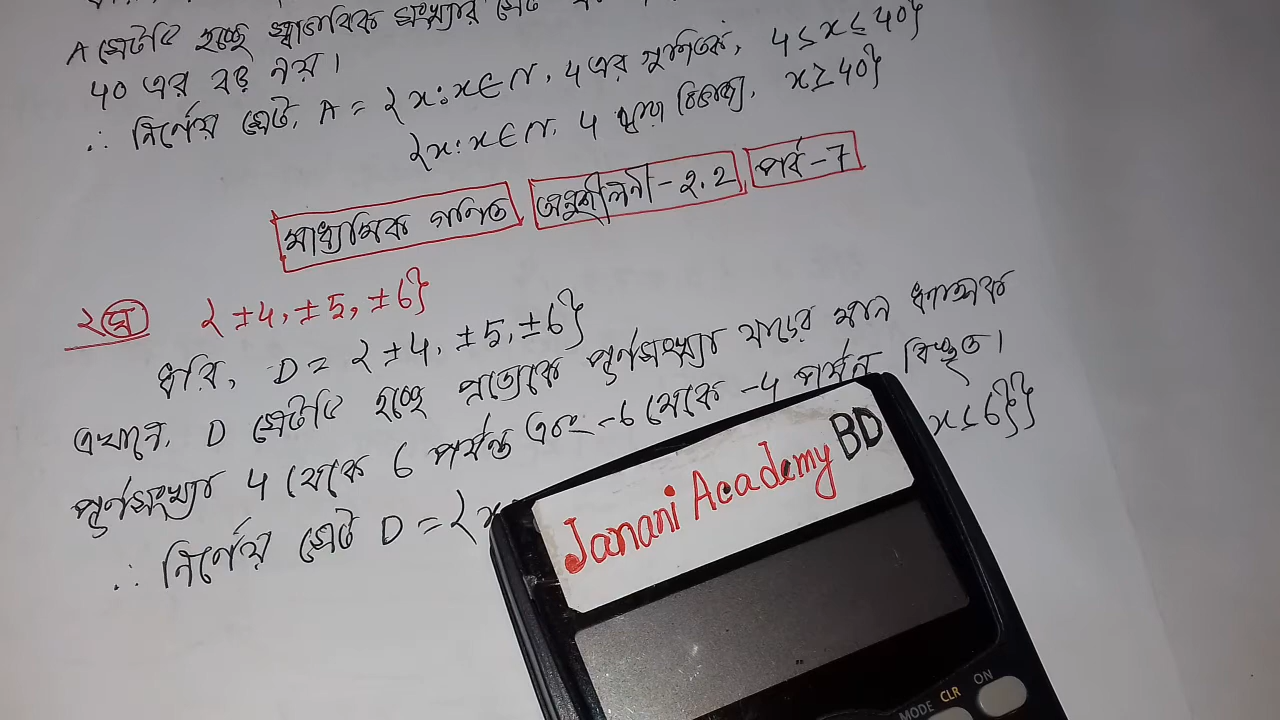 A সেটটি হচ্ছে স্বাভাবিক সংখ্যার সেট
40 এর বড় নয়।
∴ নির্ণেয় সেট, A = {x:x∈N, 4 এর গুণিতক, 4≤x≤40}
{x:x∈N, 4 দ্বারা বিভাজ্য, x≥40}
মাধ্যমিক গণিত, অনুশীলনী-২.2, পর্ব-7
২ ঘ {±4, ±5, ±6}
ধরি, D = {±4, ±5, ±6}
এখানে, D সেটটি হচ্ছে প্রত্যেকে পূর্ণসংখ্যা যাদের মান ধনাত্মক
পূর্ণসংখ্যা 4 থেকে 6 পর্যন্ত এবং -6 থেকে -4 পর্যন্ত বিস্তৃত।
∴ নির্ণেয় সেট D = {x x≤6}}
Janani Academy BD
MODE CLR ON